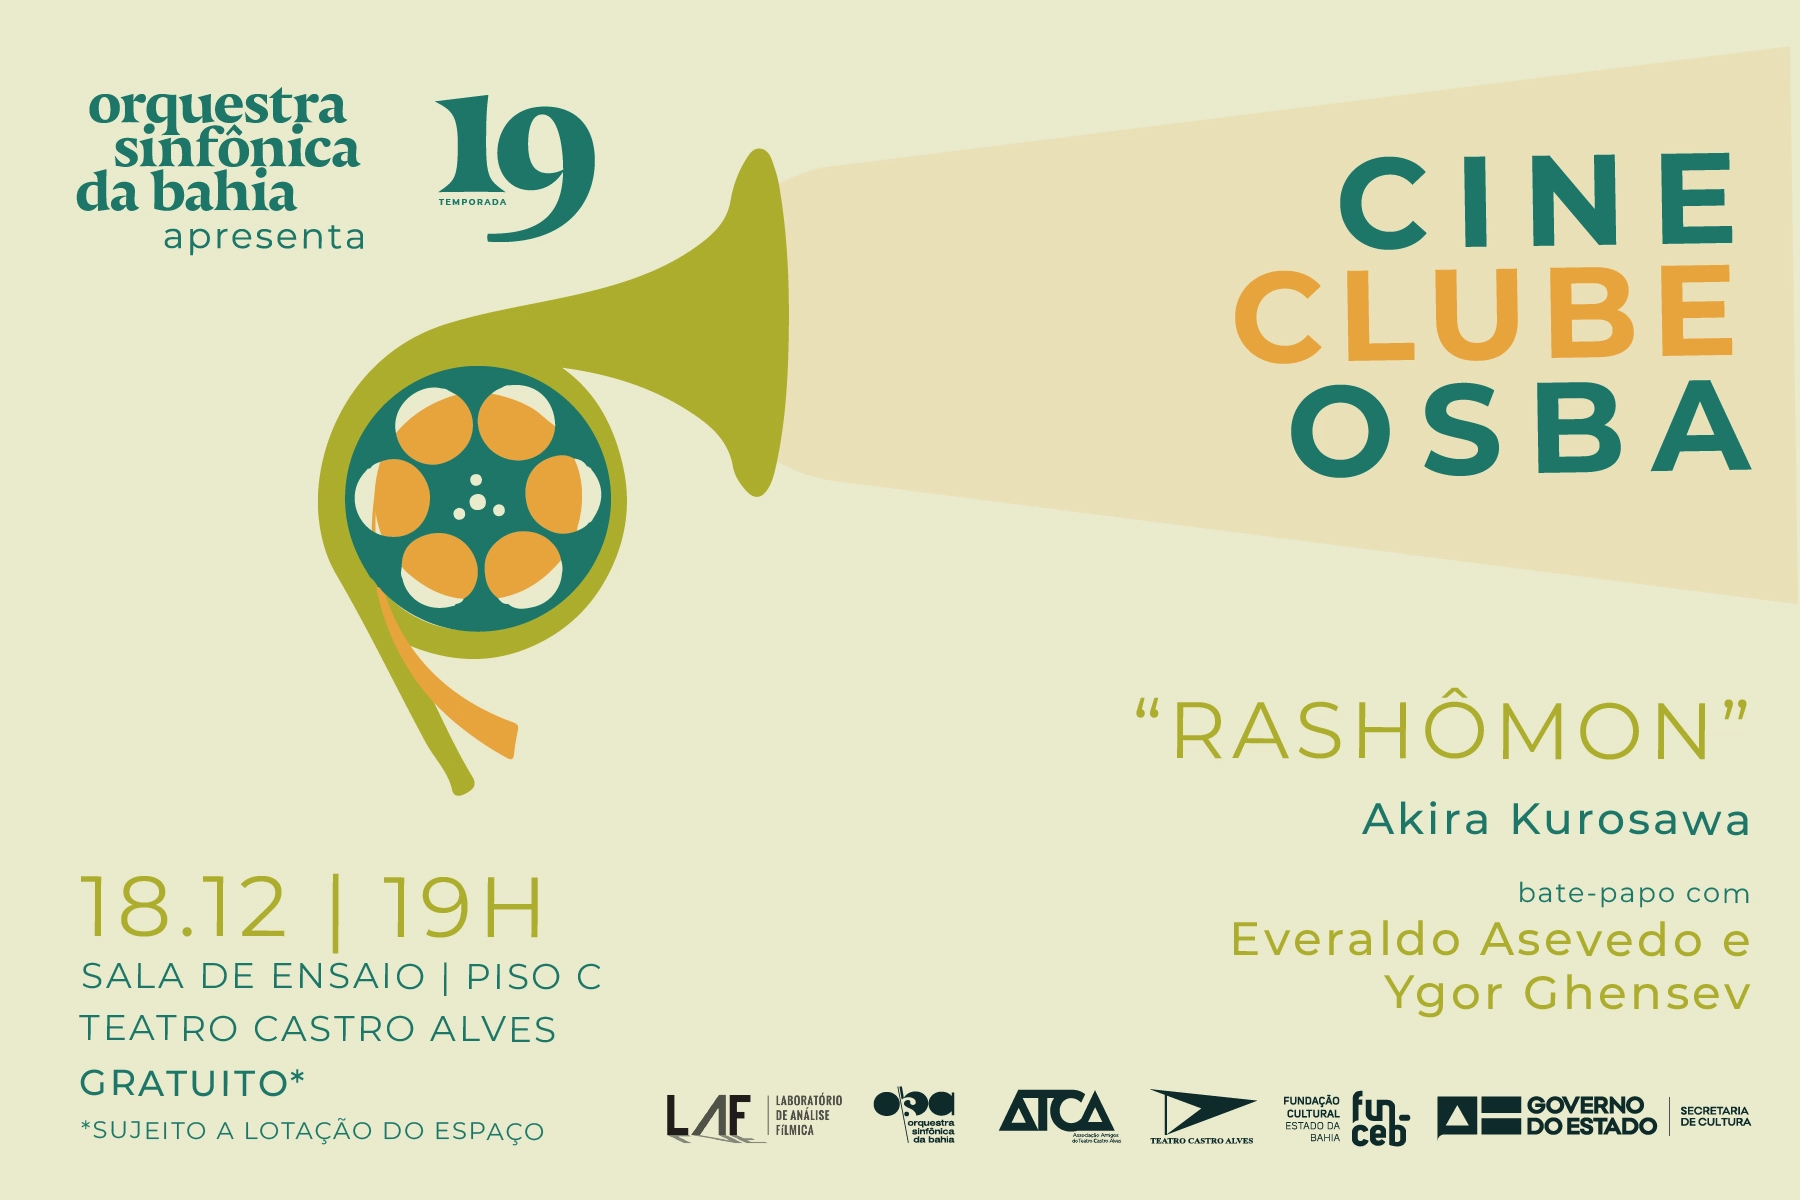 orquestra
sinfônica
da bahia
apresenta
19
TEMPORADA
CINE
CLUBE
OSBA
“RASHÔMON”
Akira Kurosawa
bate-papo com
Everaldo Asevedo e
Ygor Ghensev
18.12 | 19H
SALA DE ENSAIO | PISO C
TEATRO CASTRO ALVES
GRATUITO*
*SUJEITO A LOTAÇÃO DO ESPAÇO
LAF
LABORATÓRIO
DE ANÁLISE
FÍLMICA
osba
orquestra
sinfônica
da bahia
ATCA
Associação Amigos
do Teatro Castro Alves
TEATRO CASTRO ALVES
FUNDAÇÃO
CULTURAL
ESTADO DA
BAHIA
fun-
ceb
GOVERNO
DO ESTADO
SECRETARIA
DE CULTURA